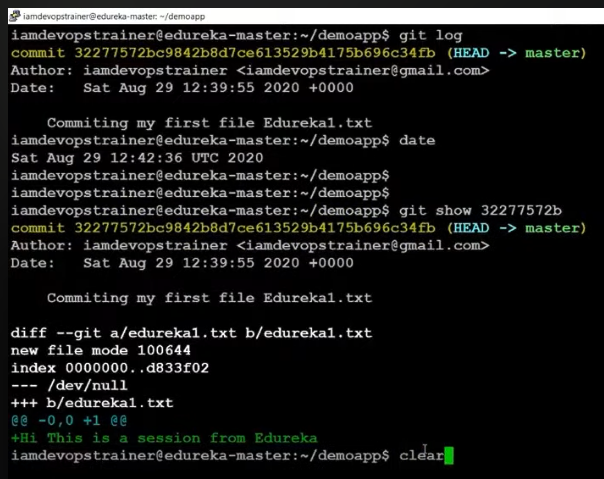 iamdevopstrainer@edureka-master: ~/demoapp
iamdevopstrainer@edureka-master:~/demoapp$ git log
commit 32277572bc9842b8d7ce613529b4175b696c34fb (HEAD -> master)
Author: iamdevopstrainer <iamdevopstrainer@gmail.com>
Date:   Sat Aug 29 12:39:55 2020 +0000
    Commiting my first file Edureka1.txt
iamdevopstrainer@edureka-master:~/demoapp$ date
Sat Aug 29 12:42:36 UTC 2020
iamdevopstrainer@edureka-master:~/demoapp$
iamdevopstrainer@edureka-master:~/demoapp$
iamdevopstrainer@edureka-master:~/demoapp$ git show 32277572b
commit 32277572bc9842b8d7ce613529b4175b696c34fb (HEAD -> master)
Author: iamdevopstrainer <iamdevopstrainer@gmail.com>
Date:   Sat Aug 29 12:39:55 2020 +0000
    Commiting my first file Edureka1.txt
diff --git a/edureka1.txt b/edureka1.txt
new file mode 100644
index 0000000..d833f02
--- /dev/null
+++ b/edureka1.txt
@@ -0,0 +1 @@
+Hi This is a session from Edureka
iamdevopstrainer@edureka-master:~/demoapp$ clear